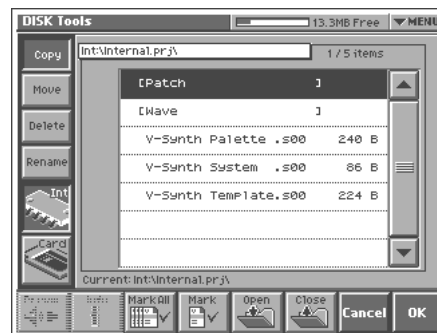 DISK Tools 13.3MB Free ▼MENU
Copy
Int:\Internal.prj\ 1/5 items
Move
[Patch ]
[Wave ]
Delete
V-Synth Palette .s00 240 B
Rename
V-Synth System .s00 86 B
Int
V-Synth Template.s00 224 B
Card
Current: Int:\Internal.prj\
Mark All Mark Open Close Cancel OK